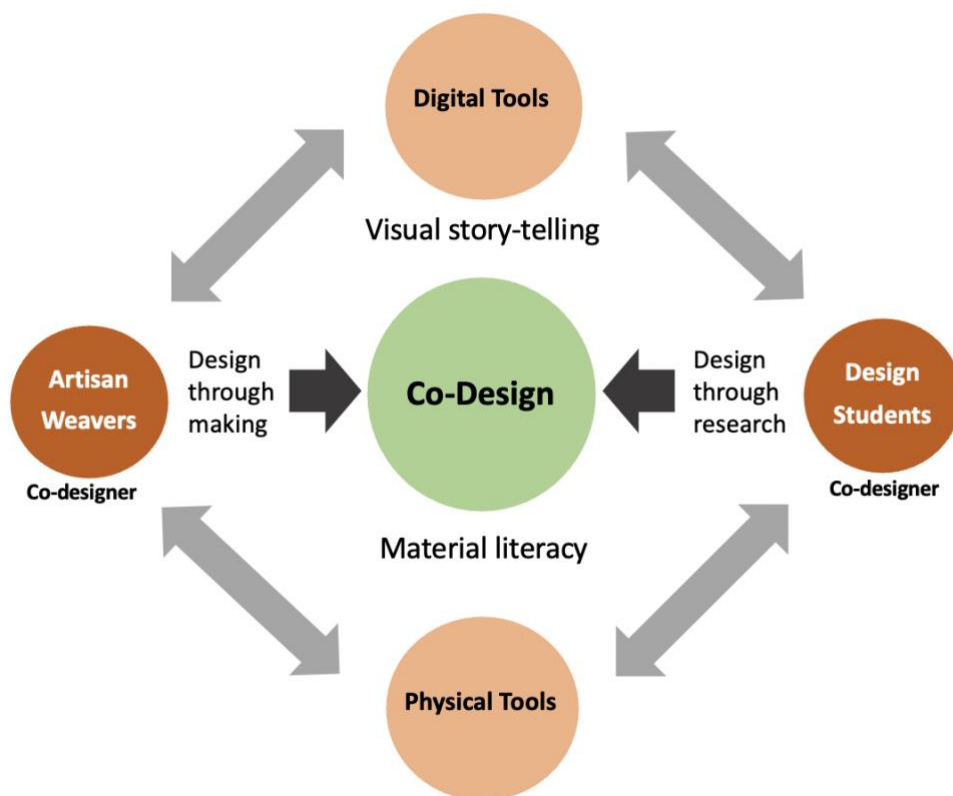 Digital Tools
Visual story-telling
Artisan
Weavers
Co-designer
Design
through
making
Co-Design
Design
through
research
Design
Students
Co-designer
Material literacy
Physical Tools